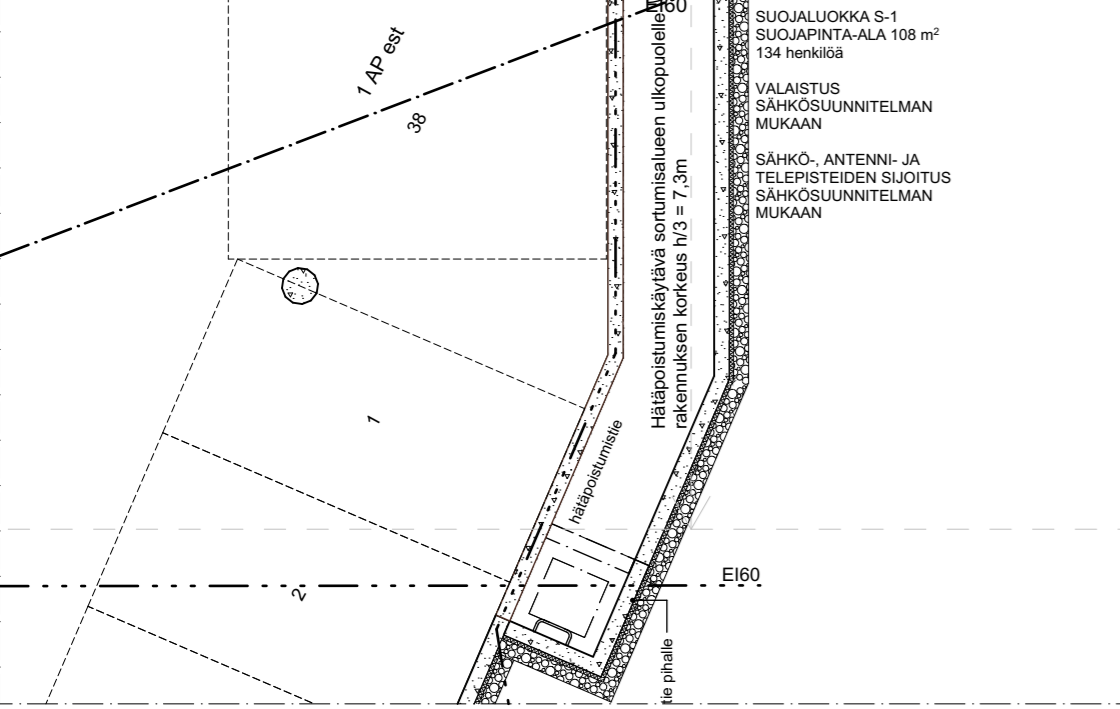 EI60
SUOJALUOKKA S-1
SUOJAPINTA-ALA 108 m²
134 henkilöä
VALAISTUS
SÄHKÖSUUNNITELMAN
MUKAAN
SÄHKÖ-, ANTENNI- JA
TELEPISTEIDEN SIJOITUS
SÄHKÖSUUNNITELMAN
MUKAAN
1 AP est
38
Hätäpoistumiskäytävä sortumisalueen ulkopuolelle
rakennuksen korkeus h/3 = 7,3m
1
hätäpoistumistie
2
EI60
tie pihalle